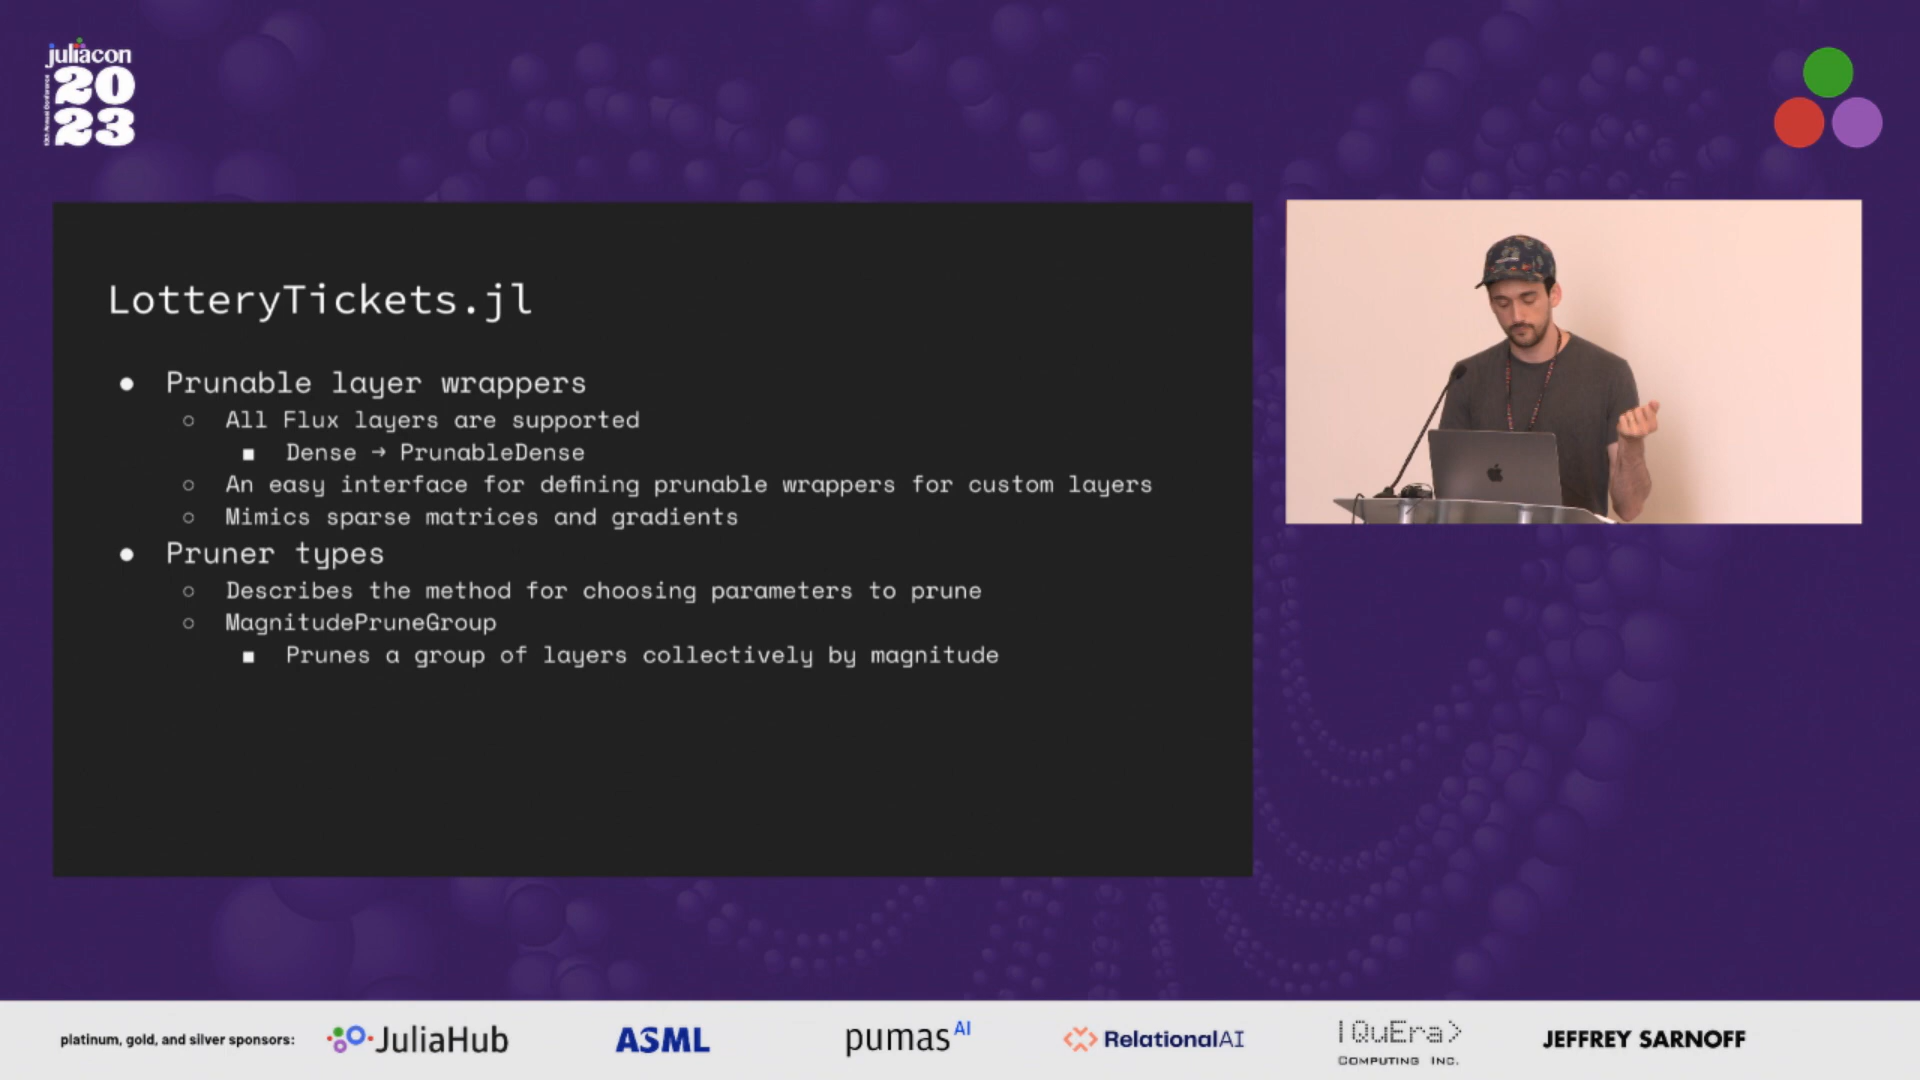 juliacon
20
23
LotteryTickets.jl
● Prunable layer wrappers
○ All Flux layers are supported
■ Dense → PrunableDense
○ An easy interface for defining prunable wrappers for custom layers
○ Mimics sparse matrices and gradients
● Pruner types
○ Describes the method for choosing parameters to prune
○ MagnitudePruneGroup
■ Prunes a group of layers collectively by magnitude
platinum, gold, and silver sponsors:
JuliaHub
ASML
pumasAI
RelationalAI
|QuEra>
COMPUTING INC.
JEFFREY SARNOFF